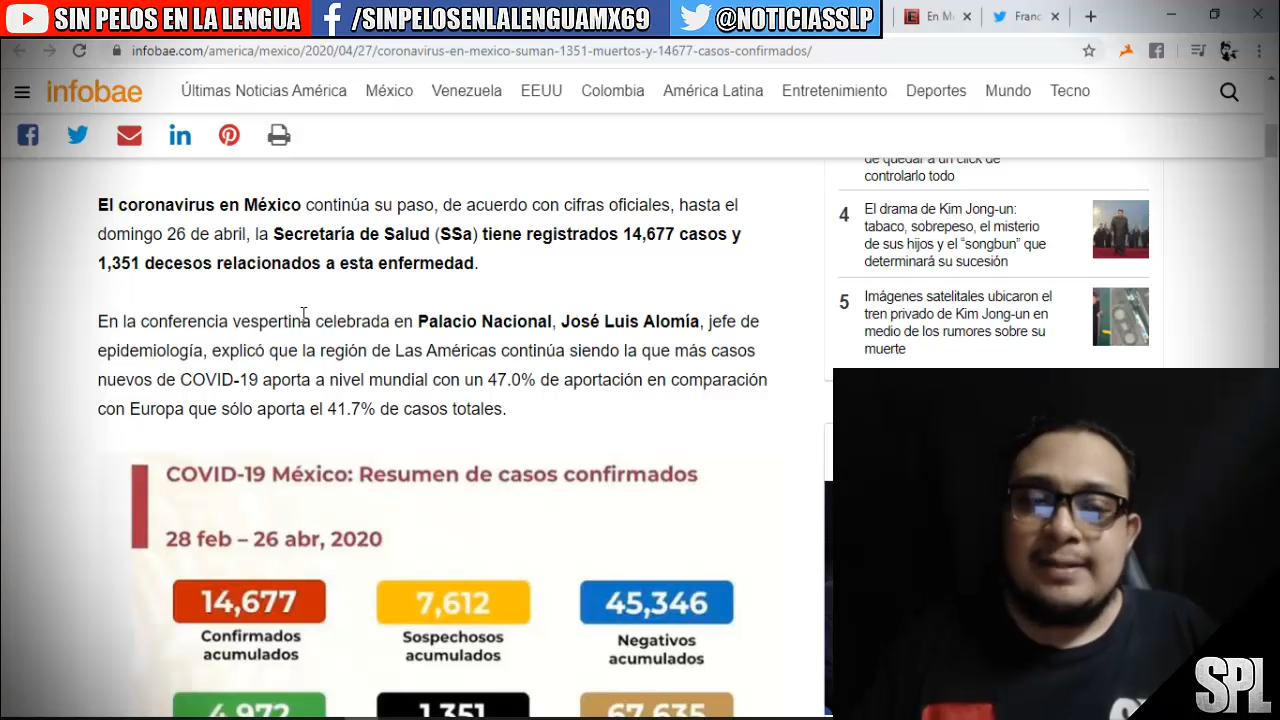 SIN PELOS EN LA LENGUA
/SINPELOSENLALENGUAMX69
@NOTICIASSLP
En M
Franc
infobae.com/america/mexico/2020/04/27/coronavirus-en-mexico-suman-1351-muertos-y-14677-casos-confirmados/
infobae
Últimas Noticias América México Venezuela EEUU Colombia América Latina Entretenimiento Deportes Mundo Tecno
El coronavirus en México continúa su paso, de acuerdo con cifras oficiales, hasta el
domingo 26 de abril, la Secretaría de Salud (SSa) tiene registrados 14,677 casos y
1,351 decesos relacionados a esta enfermedad.
En la conferencia vespertina celebrada en Palacio Nacional, José Luis Alomía, jefe de
epidemiología, explicó que la región de Las Américas continúa siendo la que más casos
nuevos de COVID-19 aporta a nivel mundial con un 47.0% de aportación en comparación
con Europa que sólo aporta el 41.7% de casos totales.
COVID-19 México: Resumen de casos confirmados
28 feb – 26 abr, 2020
14,677
Confirmados
acumulados
7,612
Sospechosos
acumulados
45,346
Negativos
acumulados
4,972
1,351
67,635
de quedar a un click de
controlarlo todo
4
El drama de Kim Jong-un:
tabaco, sobrepeso, el misterio
de sus hijos y el “songbun” que
determinará su sucesión
5
Imágenes satelitales ubicaron el
tren privado de Kim Jong-un en
medio de los rumores sobre su
muerte
SPL